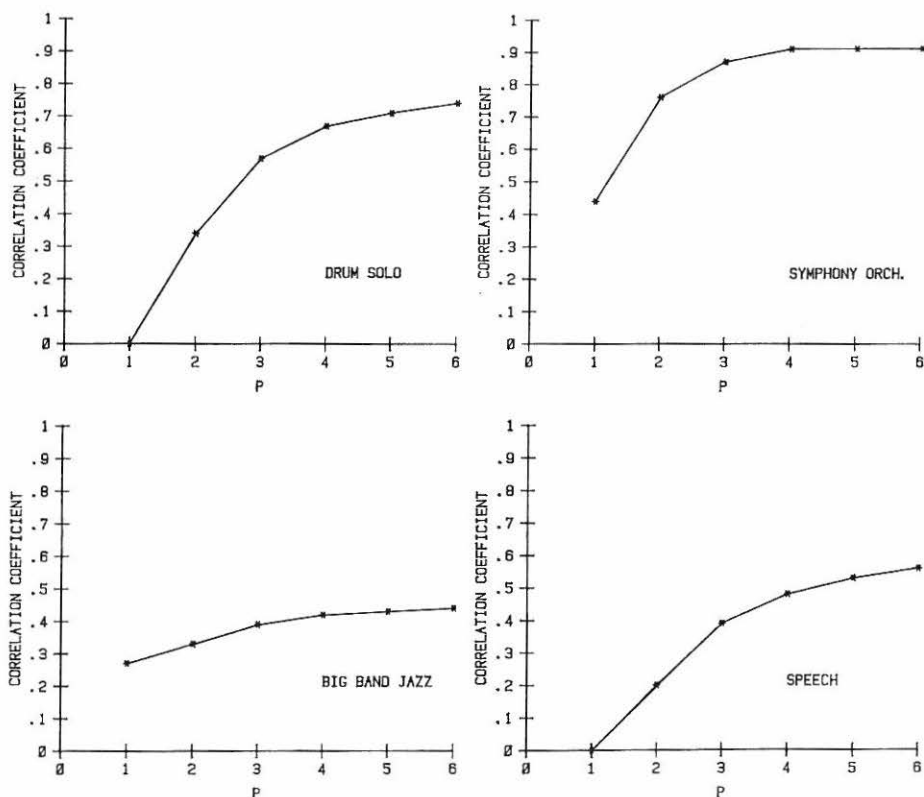 CORRELATION COEFFICIENT
1
.9
.8
.7
.6
.5
.4
.3
.2
.1
Ø
DRUM SOLO
Ø 1 2 3 4 5 6
P
CORRELATION COEFFICIENT
1
.9
.8
.7
.6
.5
.4
.3
.2
.1
Ø
SYMPHONY ORCH.
Ø 1 2 3 4 5 6
P
CORRELATION COEFFICIENT
1
.9
.8
.7
.6
.5
.4
.3
.2
.1
Ø
BIG BAND JAZZ
Ø 1 2 3 4 5 6
P
CORRELATION COEFFICIENT
1
.9
.8
.7
.6
.5
.4
.3
.2
.1
Ø
SPEECH
Ø 1 2 3 4 5 6
P